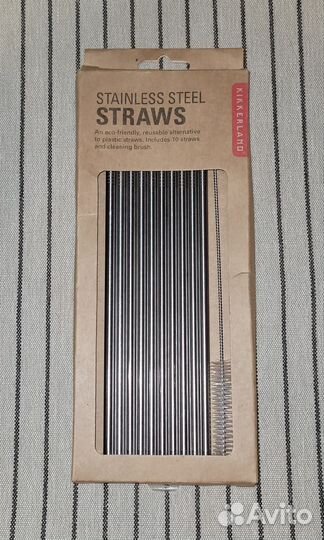 STAINLESS STEEL
STRAWS
An eco-friendly, reusable alternative
to plastic straws. Includes 10 straws
and cleaning brush.
KIKKERLAND
Avito